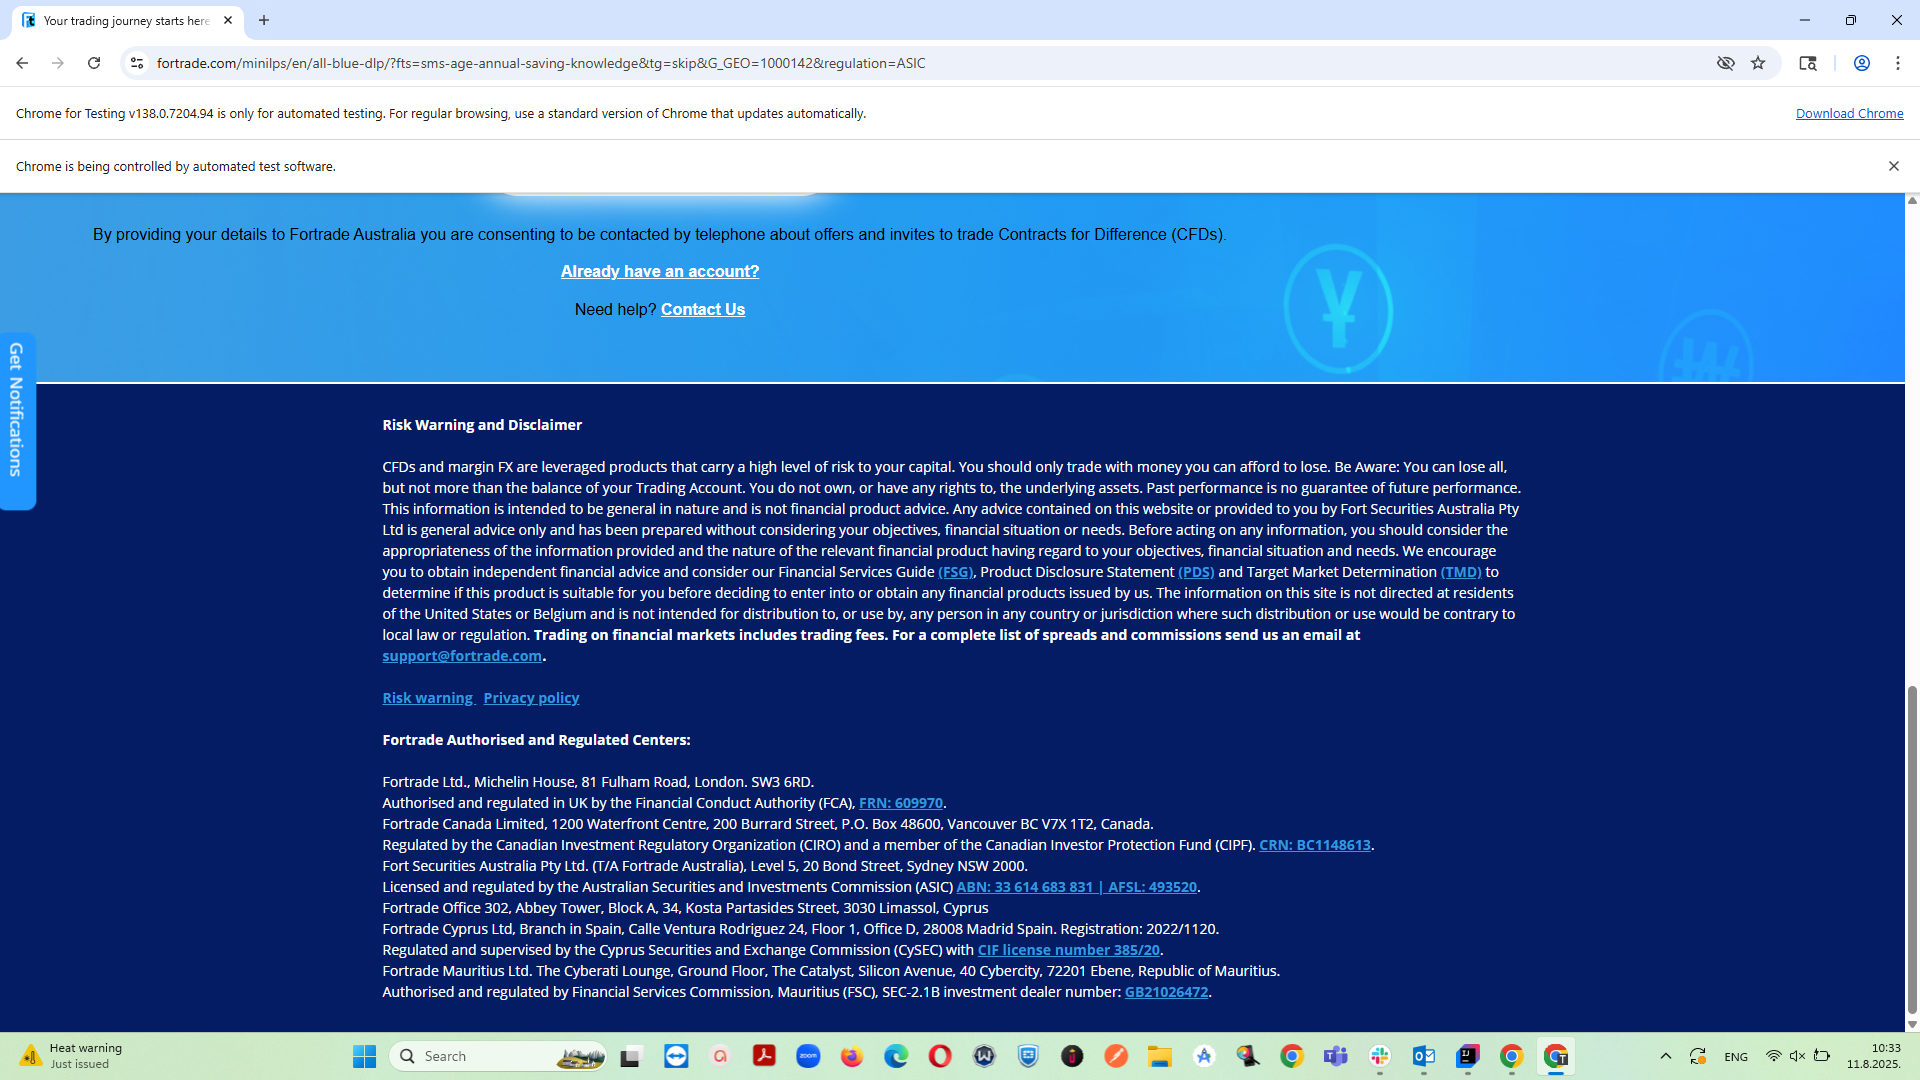 Your trading journey starts here
fortrade.com/minilps/en/all-blue-dlp/?fts=sms-age-annual-saving-knowledge&tg=skip&G_GEO=1000142&regulation=ASIC
Chrome for Testing v138.0.7204.94 is only for automated testing. For regular browsing, use a standard version of Chrome that updates automatically.
Download Chrome
Chrome is being controlled by automated test software.
By providing your details to Fortrade Australia you are consenting to be contacted by telephone about offers and invites to trade Contracts for Difference (CFDs).
Already have an account?
Need help? Contact Us
Get Notifications
Risk Warning and Disclaimer
CFDs and margin FX are leveraged products that carry a high level of risk to your capital. You should only trade with money you can afford to lose. Be Aware: You can lose all,
but not more than the balance of your Trading Account. You do not own, or have any rights to, the underlying assets. Past performance is no guarantee of future performance.
This information is intended to be general in nature and is not financial product advice. Any advice contained on this website or provided to you by Fort Securities Australia Pty
Ltd is general advice only and has been prepared without considering your objectives, financial situation or needs. Before acting on any information, you should consider the
appropriateness of the information provided and the nature of the relevant financial product having regard to your objectives, financial situation and needs. We encourage
you to obtain independent financial advice and consider our Financial Services Guide (FSG), Product Disclosure Statement (PDS) and Target Market Determination (TMD) to
determine if this product is suitable for you before deciding to enter into or obtain any financial products issued by us. The information on this site is not directed at residents
of the United States or Belgium and is not intended for distribution to, or use by, any person in any country or jurisdiction where such distribution or use would be contrary to
local law or regulation. Trading on financial markets includes trading fees. For a complete list of spreads and commissions send us an email at
support@fortrade.com.
Risk warning Privacy policy
Fortrade Authorised and Regulated Centers:
Fortrade Ltd., Michelin House, 81 Fulham Road, London. SW3 6RD.
Authorised and regulated in UK by the Financial Conduct Authority (FCA), FRN: 609970.
Fortrade Canada Limited, 1200 Waterfront Centre, 200 Burrard Street, P.O. Box 48600, Vancouver BC V7X 1T2, Canada.
Regulated by the Canadian Investment Regulatory Organization (CIRO) and a member of the Canadian Investor Protection Fund (CIPF). CRN: BC1148613.
Fort Securities Australia Pty Ltd. (T/A Fortrade Australia), Level 5, 20 Bond Street, Sydney NSW 2000.
Licensed and regulated by the Australian Securities and Investments Commission (ASIC) ABN: 33 614 683 831 | AFSL: 493520.
Fortrade Office 302, Abbey Tower, Block A, 34, Kosta Partasides Street, 3030 Limassol, Cyprus
Fortrade Cyprus Ltd, Branch in Spain, Calle Ventura Rodriguez 24, Floor 1, Office D, 28008 Madrid Spain. Registration: 2022/1120.
Regulated and supervised by the Cyprus Securities and Exchange Commission (CySEC) with CIF license number 385/20.
Fortrade Mauritius Ltd. The Cyberati Lounge, Ground Floor, The Catalyst, Silicon Avenue, 40 Cybercity, 72201 Ebene, Republic of Mauritius.
Authorised and regulated by Financial Services Commission, Mauritius (FSC), SEC-2.1B investment dealer number: GB21026472.
Heat warning
Just issued
Search
zoom
ENG
10:33
11.8.2025.